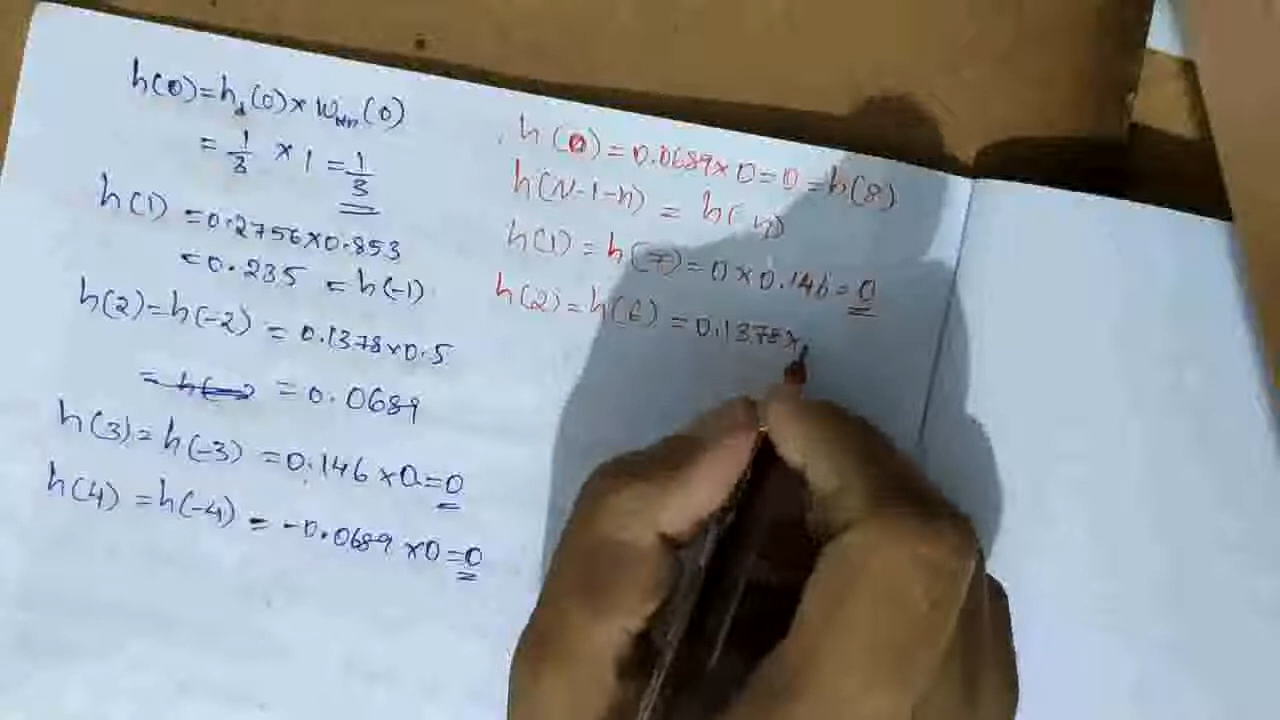 h(0)=h_d(0)×W_Hn(0)
= 1/3 × 1 = 1/3
h(1) =0.2756×0.853
=0.235 = h(-1)
h(2)=h(-2) = 0.1378×0.5
= 0.0689
h(3)=h(-3) =0.146 ×0=0
h(4) =h(-4) = -0.0689 ×0=0
h(0)=0.0689×0=0=h(8)
h(N-1-n) = h(-n)
h(1) = h(7)=0×0.146=0
h(2)=h(6) =0.1378×